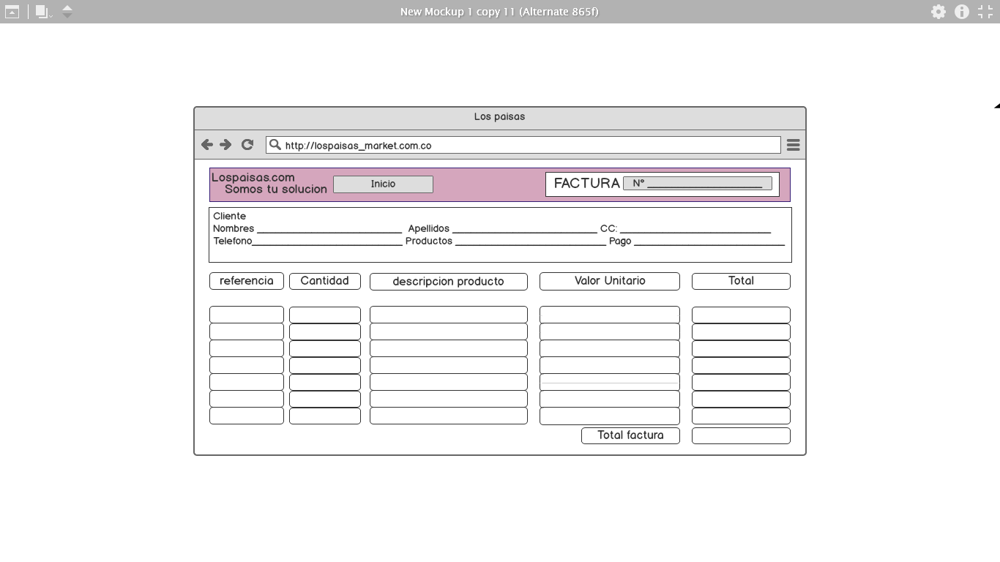 New Mockup 1 copy 11 (Alternate 865f)
Los paisas
http://lospaisas_market.com.co
Lospaisas.com
Somos tu solucion
Inicio
FACTURA N° ____________________
Cliente
Nombres ____________________ Apellidos ____________________ CC: ____________________
Telefono____________________ Productos ____________________ Pago ____________________
referencia Cantidad descripcion producto Valor Unitario Total
Total factura